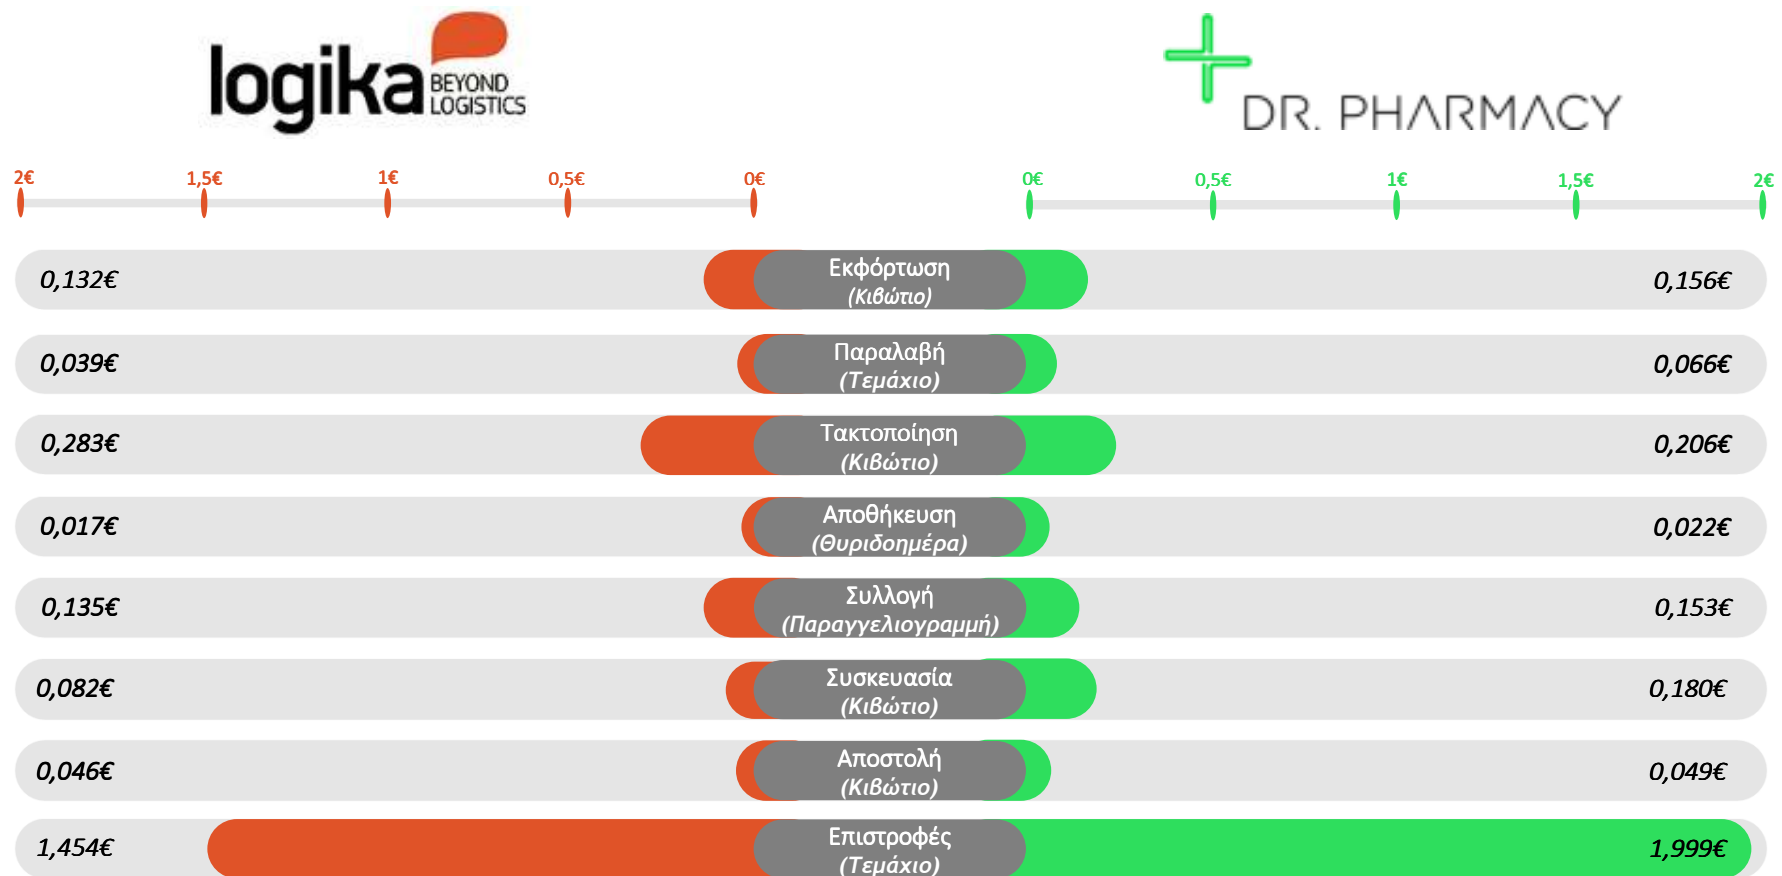 logika
BEYOND
LOGISTICS
DR. PHARMACY
2€ 1,5€ 1€ 0,5€ 0€
0€ 0,5€ 1€ 1,5€ 2€
0,132€
Εκφόρτωση
(Κιβώτιο)
0,156€
0,039€
Παραλαβή
(Τεμάχιο)
0,066€
0,283€
Τακτοποίηση
(Κιβώτιο)
0,206€
0,017€
Αποθήκευση
(Θυριδοημέρα)
0,022€
0,135€
Συλλογή
(Παραγγελιογραμμή)
0,153€
0,082€
Συσκευασία
(Κιβώτιο)
0,180€
0,046€
Αποστολή
(Κιβώτιο)
0,049€
1,454€
Επιστροφές
(Τεμάχιο)
1,999€